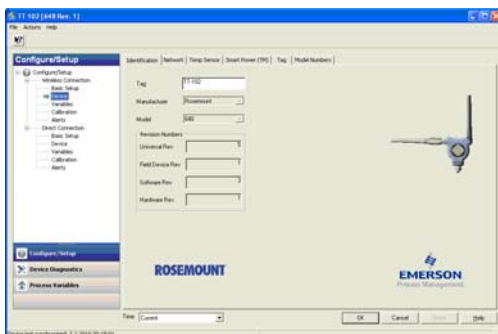 TT-102 [648 Rev. 1]
File Actions Help
Configure/Setup
Configure/Setup
Wireless Connection
Basic Setup
Device
Variables
Calibration
Alerts
Direct Connection
Basic Setup
Device
Variables
Calibration
Alerts
Configure/Setup
Device Diagnostics
Process Variables
Identification Network Temp Sensor Smart Power (TM) Tag Model Numbers
Tag TT-102
Manufacturer Rosemount
Model 648
Revision Numbers
Universal Rev
Field Device Rev 1
Software Rev
Hardware Rev 1
ROSEMOUNT
EMERSON
Process Management
Time Current
OK Cancel Help